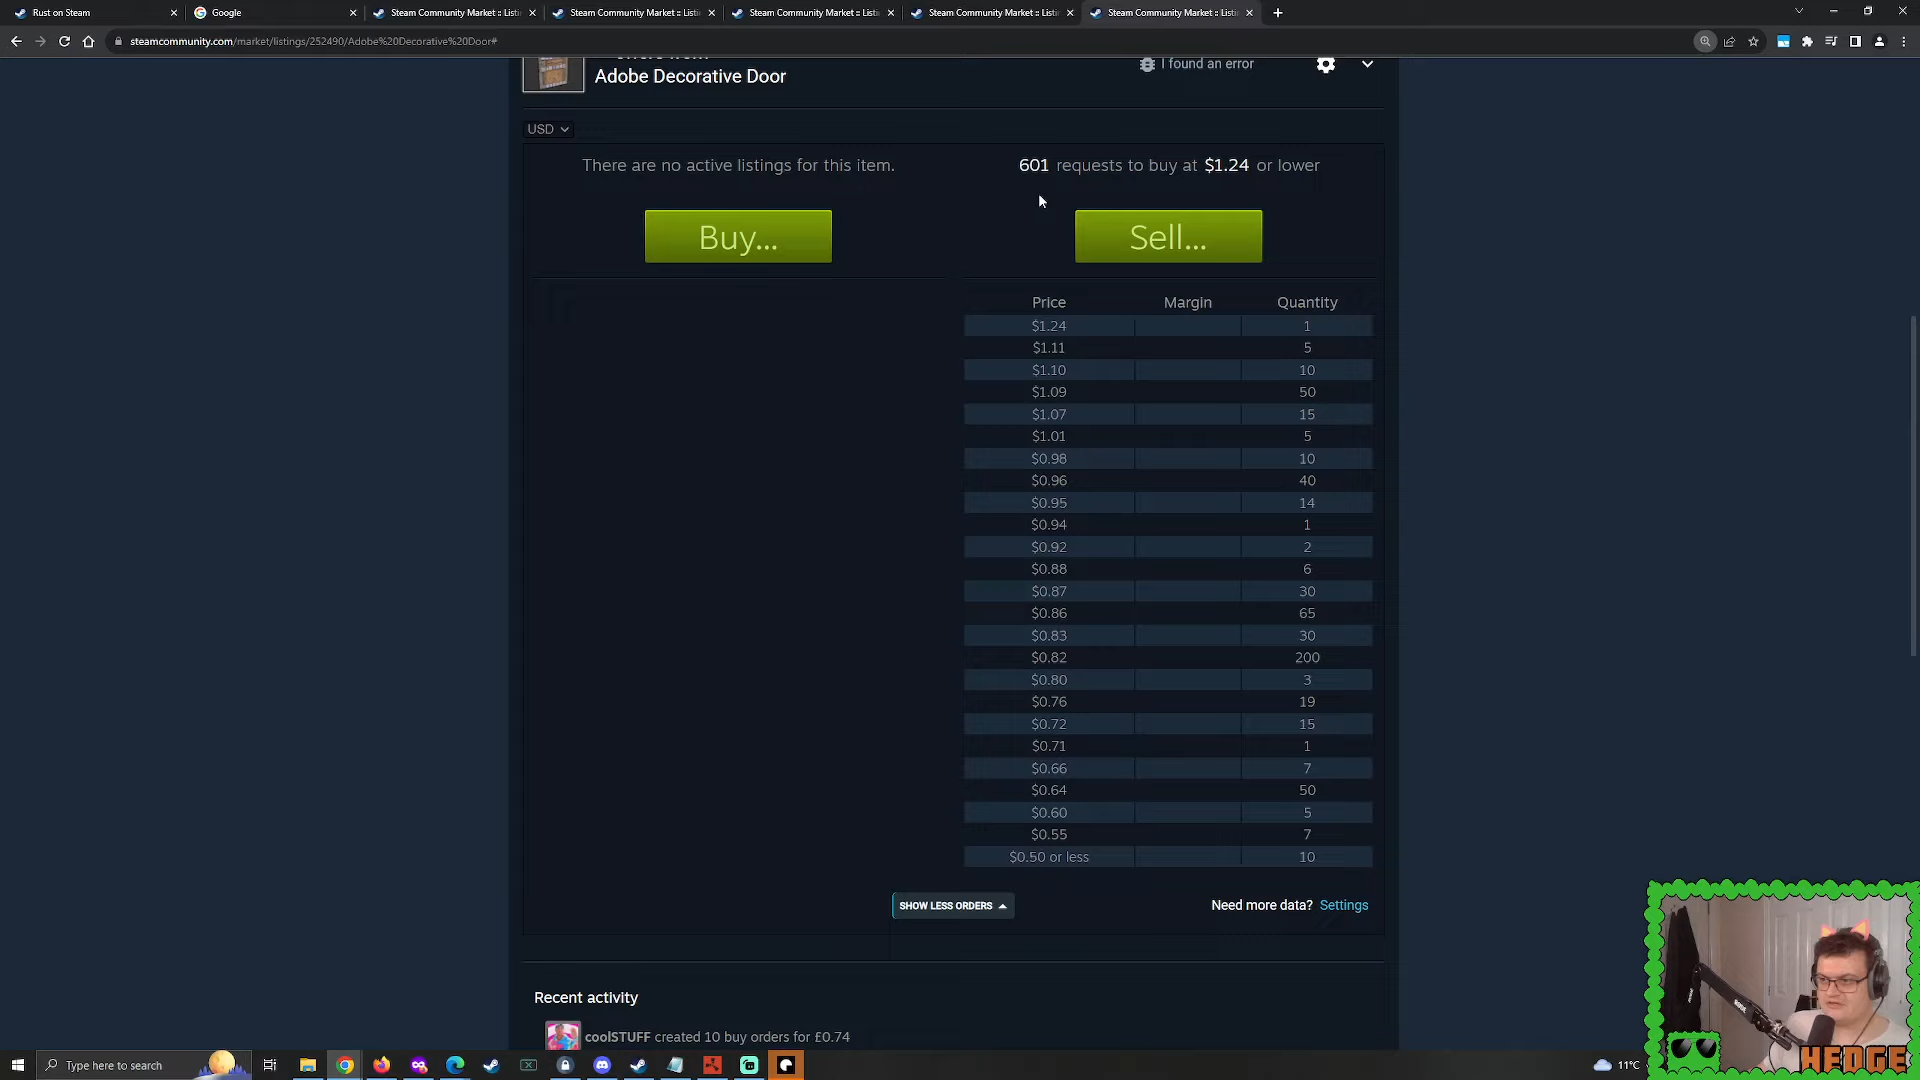 Rust on Steam
Google
Steam Community Market :: Listi
Steam Community Market :: Listi
Steam Community Market :: Listi
Steam Community Market :: Listi
Steam Community Market :: Listi
steamcommunity.com/market/listings/252490/Adobe%20Decorative%20Door#
Adobe Decorative Door
I found an error
USD
There are no active listings for this item.
601 requests to buy at $1.24 or lower
Buy...
Sell...
Price Margin Quantity
$1.24 1
$1.11 5
$1.10 10
$1.09 50
$1.07 15
$1.01 5
$0.98 10
$0.96 40
$0.95 14
$0.94 1
$0.92 2
$0.88 6
$0.87 30
$0.86 65
$0.83 30
$0.82 200
$0.80 3
$0.76 19
$0.72 15
$0.71 1
$0.66 7
$0.64 50
$0.60 5
$0.55 7
$0.50 or less 10
SHOW LESS ORDERS
Need more data? Settings
Recent activity
coolSTUFF created 10 buy orders for £0.74
Type here to search
11°C
HEDGE